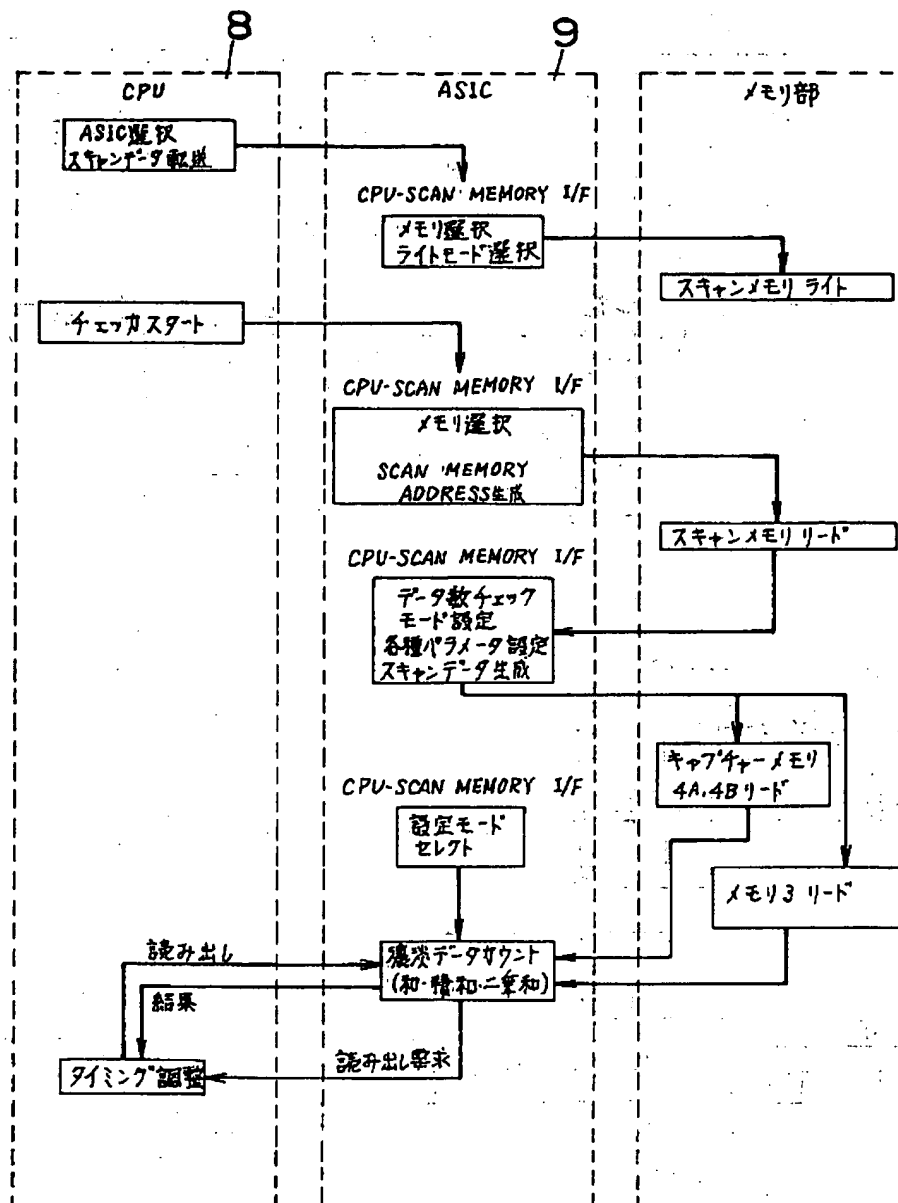 8
9
CPU
ASIC
メモリ部
ASIC選択
スキャンデータ転送
CPU-SCAN MEMORY I/F
メモリ選択
ライトモード選択
スキャンメモリ ライト
チェッカスタート
CPU-SCAN MEMORY I/F
メモリ選択
SCAN MEMORY
ADDRESS生成
スキャンメモリ リード
CPU-SCAN MEMORY I/F
データ数チェック
モード設定
各種パラメータ設定
スキャンデータ生成
キャプチャーメモリ
4A.4Bリード
CPU-SCAN MEMORY I/F
設定モード
セレクト
メモリ3 リード
読み出し
濃淡データカウント
(和・積和・二乗和)
結果
読み出し要求
タイミング調整